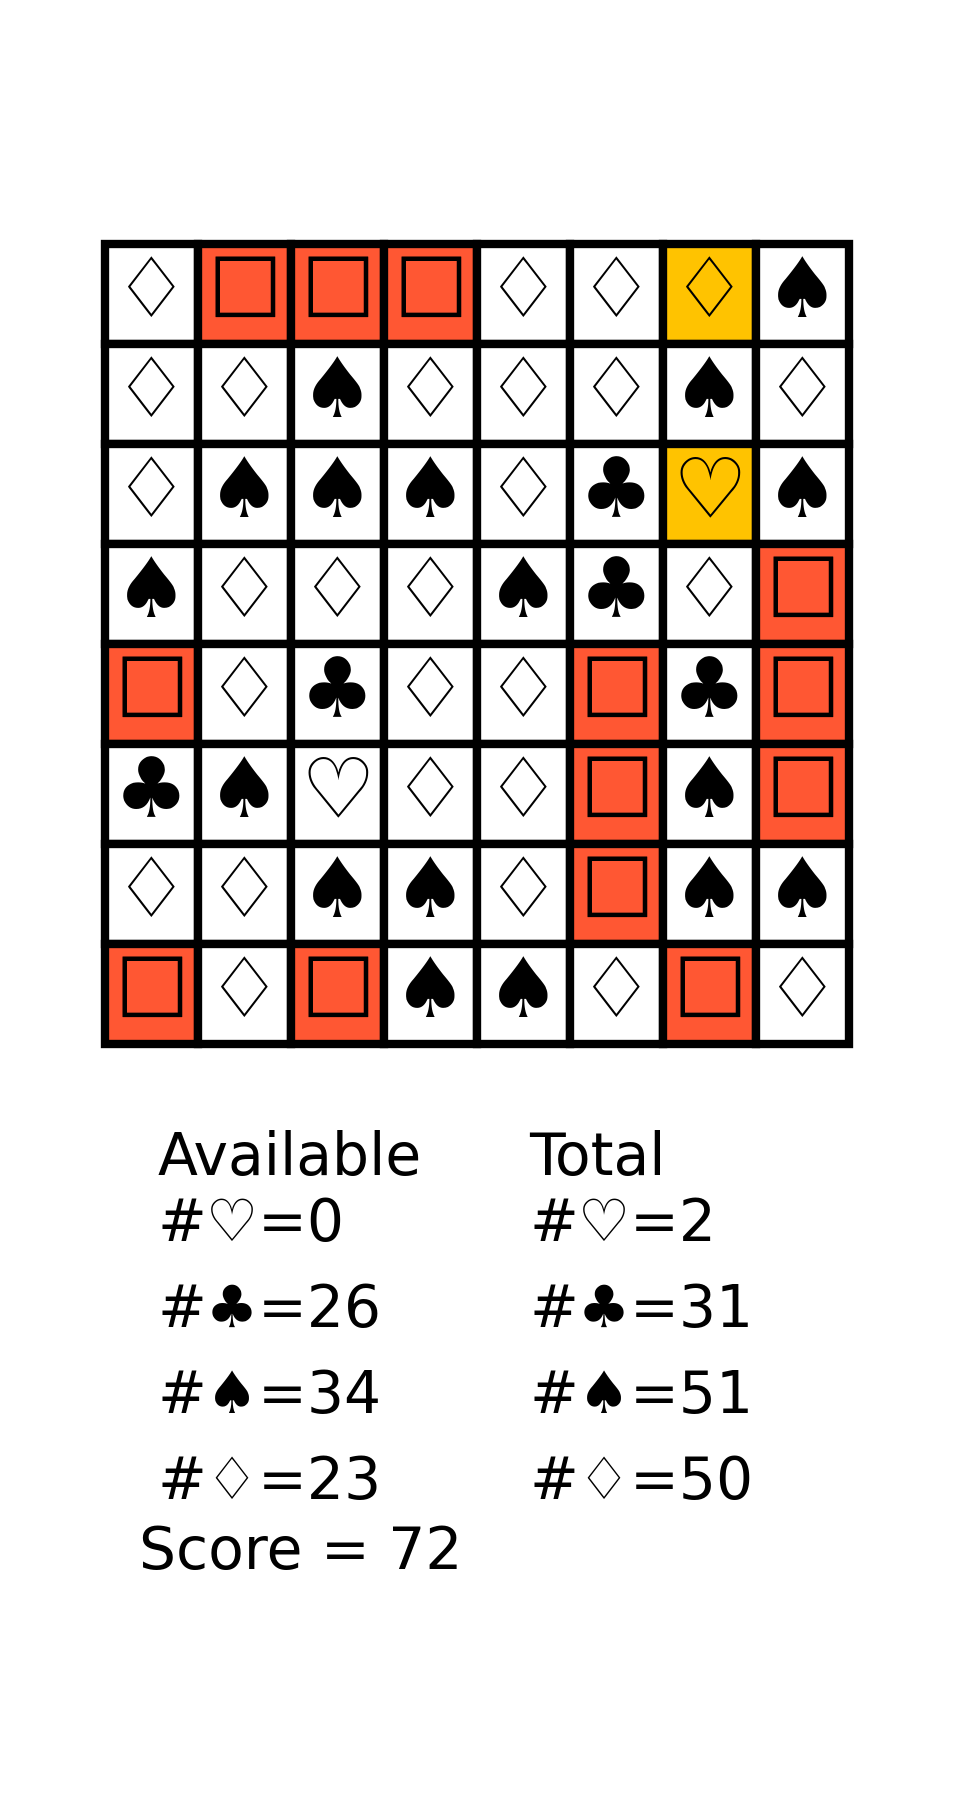 ♢ □ □ □ ♢ ♢ ♢ ♠
♢ ♢ ♠ ♢ ♢ ♢ ♠ ♢
♢ ♠ ♠ ♠ ♢ ♣ ♡ ♠
♠ ♢ ♢ ♢ ♠ ♣ ♢ □
□ ♢ ♣ ♢ ♢ □ ♣ □
♣ ♠ ♡ ♢ ♢ □ ♠ □
♢ ♢ ♠ ♠ ♢ □ ♠ ♠
□ ♢ □ ♠ ♠ ♢ □ ♢
Available Total
#♡=0 #♡=2
#♣=26 #♣=31
#♠=34 #♠=51
#♢=23 #♢=50
Score = 72